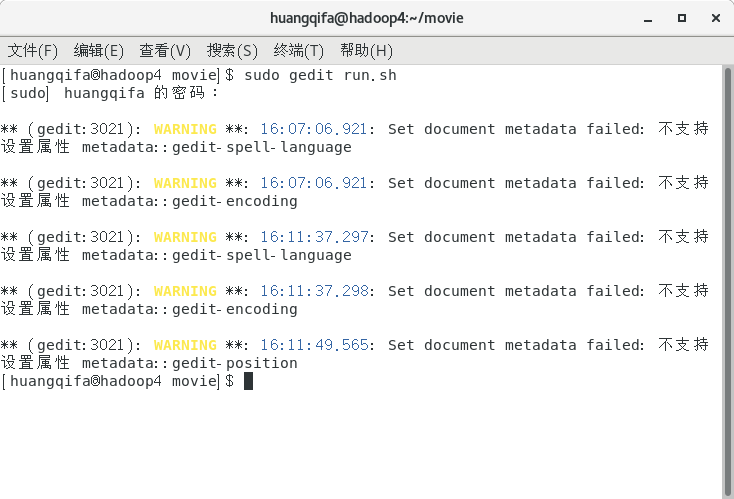 huangqifa@hadoop4:~/movie
文件(F) 编辑(E) 查看(V) 搜索(S) 终端(T) 帮助(H)
[huangqifa@hadoop4 movie]$ sudo gedit run.sh
[sudo] huangqifa 的密码：
** (gedit:3021): WARNING **: 16:07:06.921: Set document metadata failed: 不支持
设置属性 metadata::gedit-spell-language
** (gedit:3021): WARNING **: 16:07:06.921: Set document metadata failed: 不支持
设置属性 metadata::gedit-encoding
** (gedit:3021): WARNING **: 16:11:37.297: Set document metadata failed: 不支持
设置属性 metadata::gedit-spell-language
** (gedit:3021): WARNING **: 16:11:37.298: Set document metadata failed: 不支持
设置属性 metadata::gedit-encoding
** (gedit:3021): WARNING **: 16:11:49.565: Set document metadata failed: 不支持
设置属性 metadata::gedit-position
[huangqifa@hadoop4 movie]$